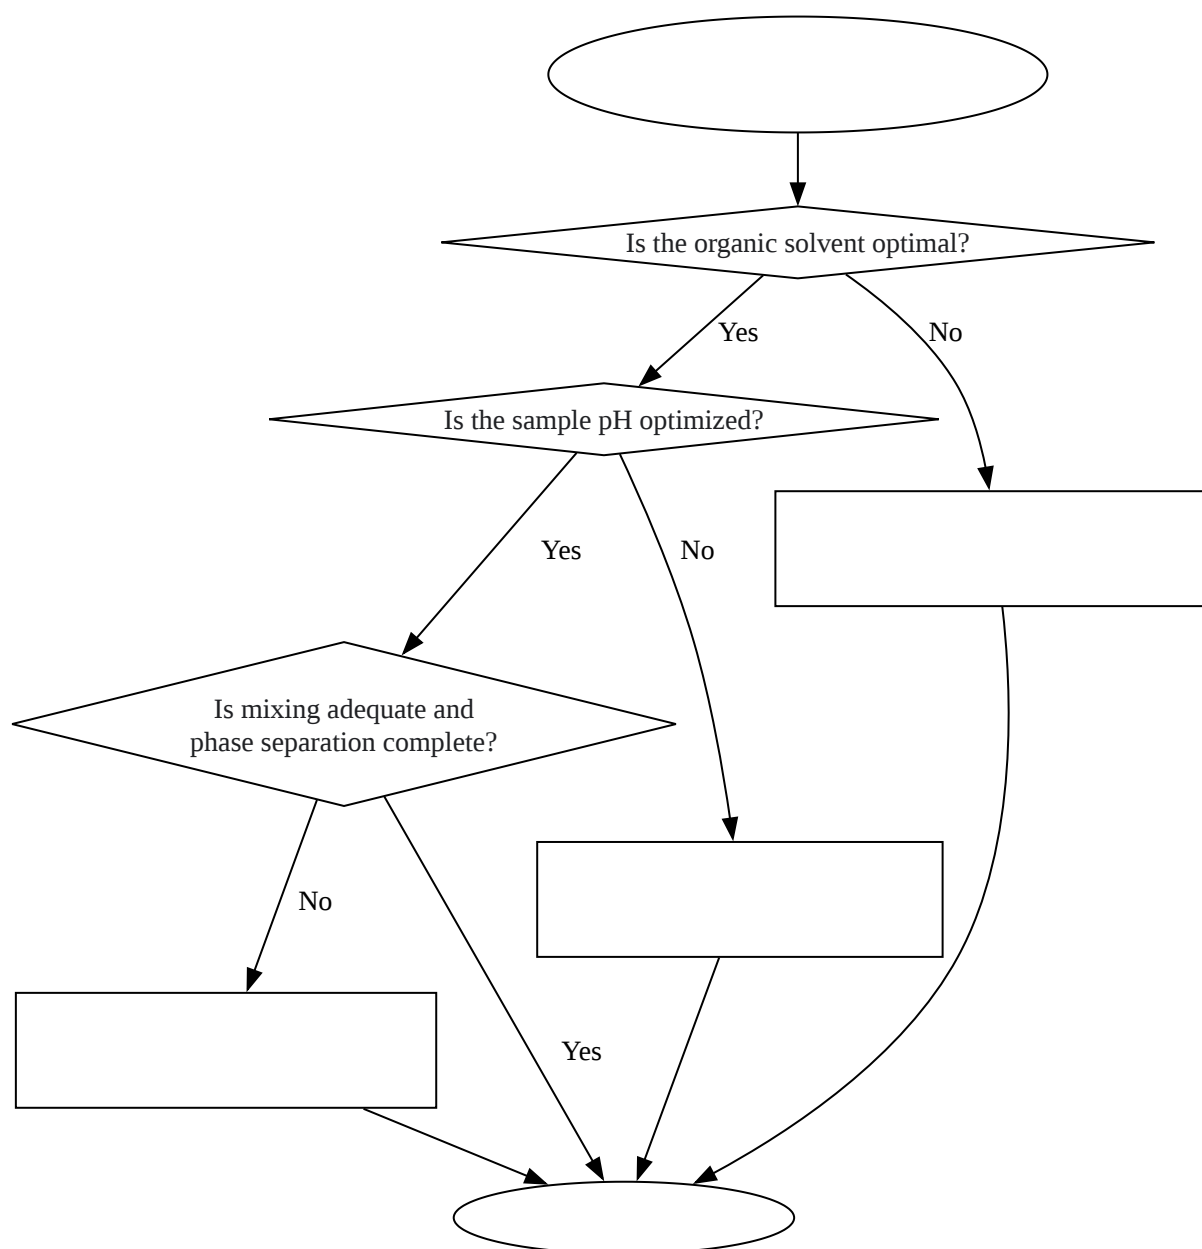 Is the organic solvent optimal?
Yes
No
Is the sample pH optimized?
Yes
No
Is mixing adequate and
phase separation complete?
No
Yes